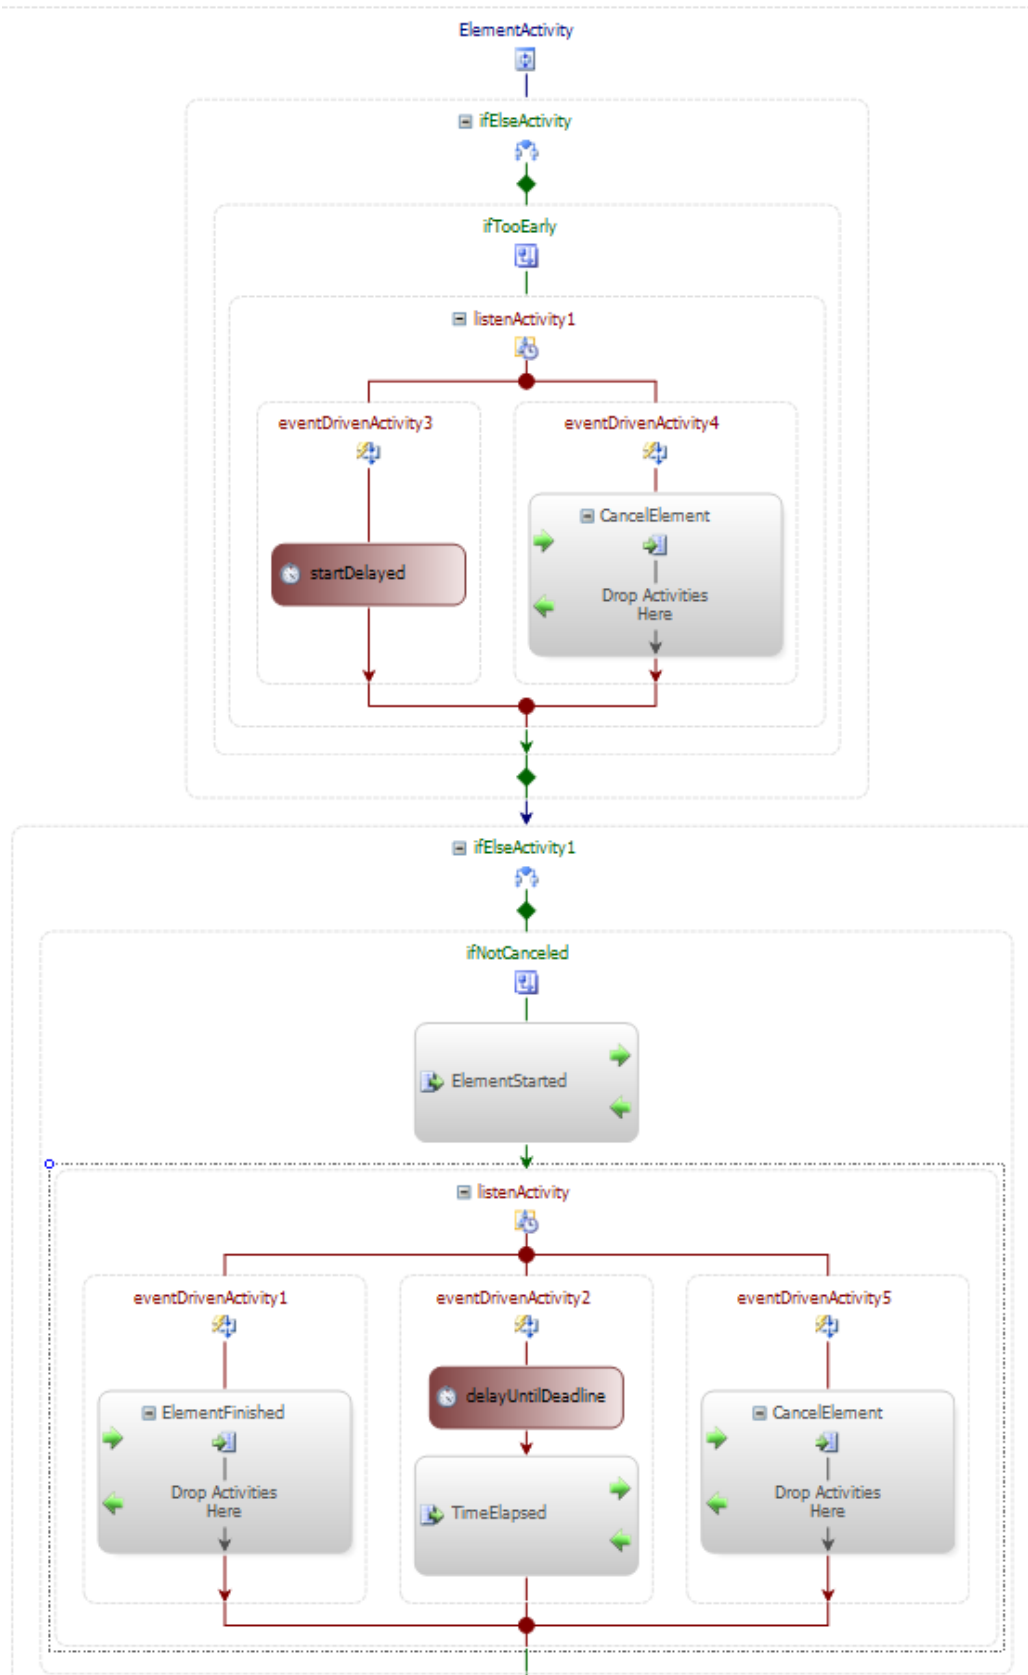 ElementActivity
ifElseActivity
ifTooEarly
listenActivity1
eventDrivenActivity3
eventDrivenActivity4
CancelElement
startDelayed
Drop Activities
Here
ifElseActivity1
ifNotCanceled
ElementStarted
listenActivity
eventDrivenActivity1
eventDrivenActivity2
eventDrivenActivity5
ElementFinished
delayUntilDeadline
CancelElement
Drop Activities
Here
TimeElapsed
Drop Activities
Here